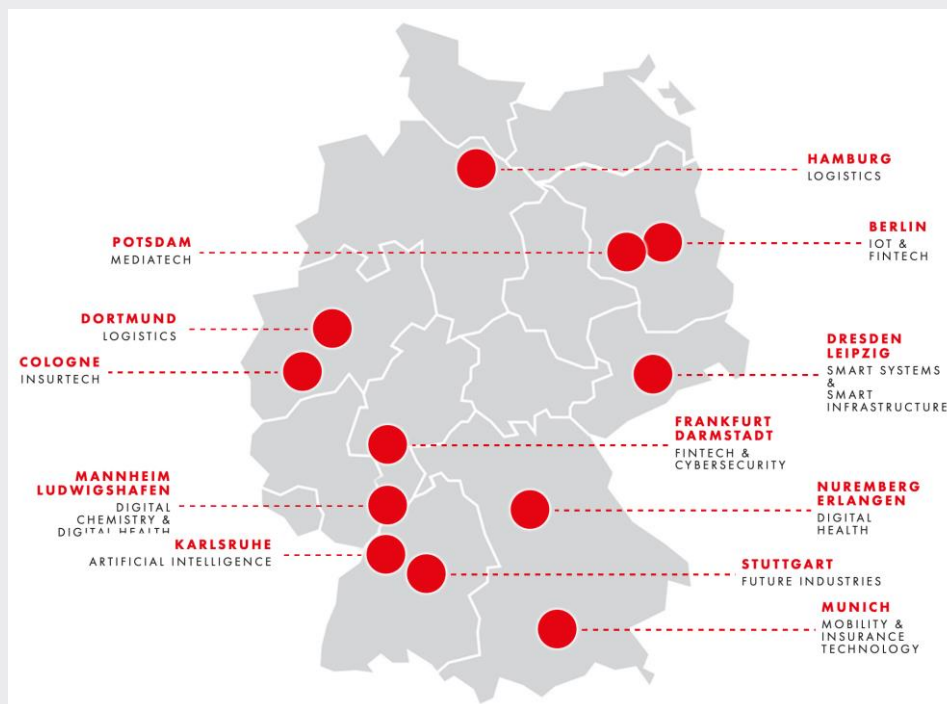 HAMBURG
LOGISTICS
BERLIN
IOT &
FINTECH
POTSDAM
MEDIATECH
DORTMUND
LOGISTICS
COLOGNE
INSURTECH
DRESDEN
LEIPZIG
SMART SYSTEMS
&
SMART
INFRASTRUCTURE
FRANKFURT
DARMSTADT
FINTECH &
CYBERSECURITY
MANNHEIM
LUDWIGSHAFEN
DIGITAL
CHEMISTRY &
DIGITAL HEALTH
NUREMBERG
ERLANGEN
DIGITAL
HEALTH
KARLSRUHE
ARTIFICIAL INTELLIGENCE
STUTTGART
FUTURE INDUSTRIES
MUNICH
MOBILITY &
INSURANCE
TECHNOLOGY